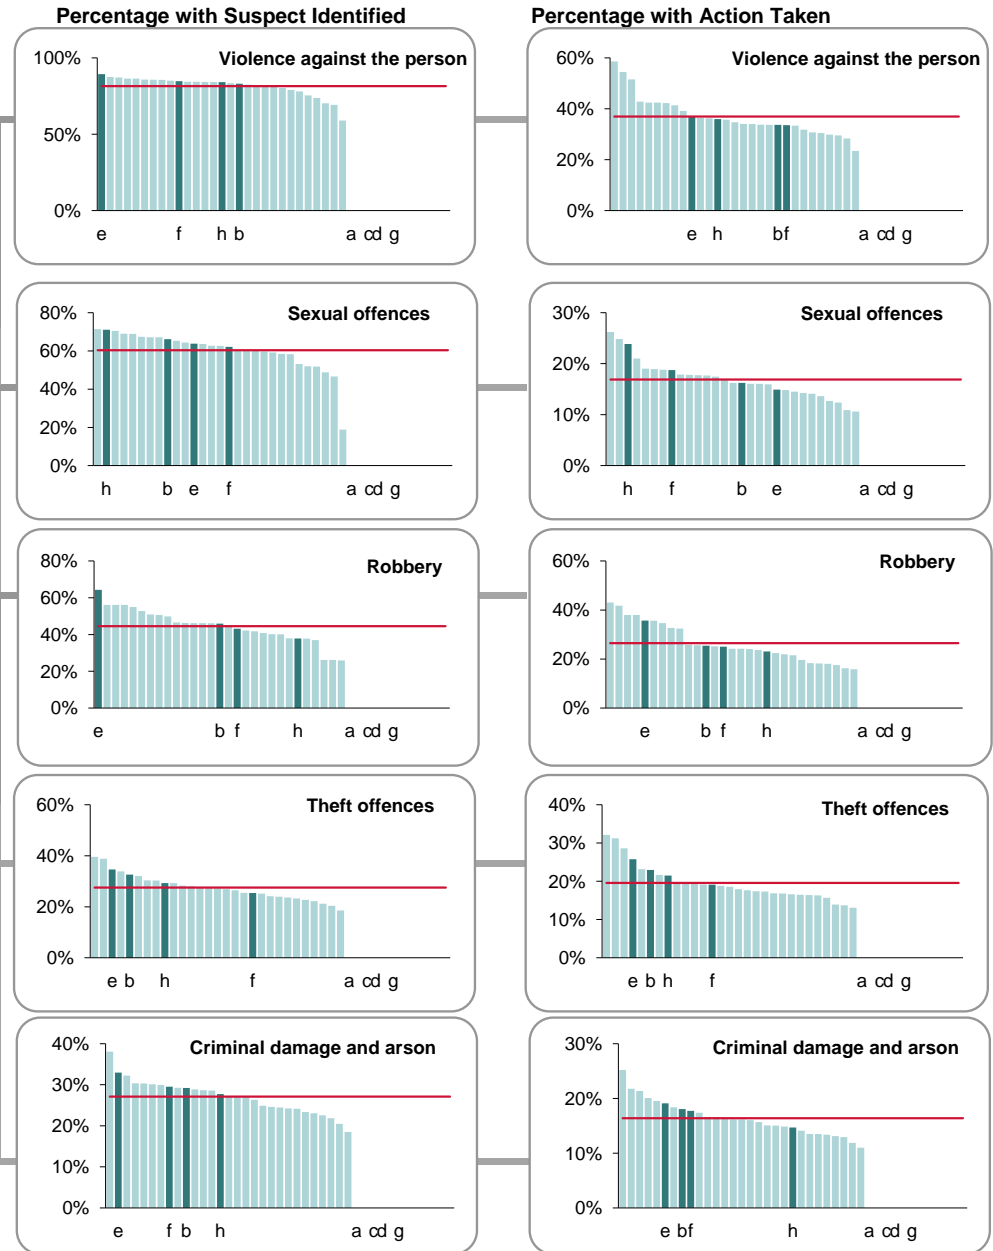 Percentage with Suspect Identified
Percentage with Action Taken
Violence against the person
100%
50%
0%
e f h b a cd g
Violence against the person
60%
40%
20%
0%
e h bf a cd g
Sexual offences
80%
60%
40%
20%
0%
h b e f a cd g
Sexual offences
30%
20%
10%
0%
h f b e a cd g
Robbery
80%
60%
40%
20%
0%
e b f h a cd g
Robbery
60%
40%
20%
0%
e b f h a cd g
Theft offences
60%
40%
20%
0%
e b h f a cd g
Theft offences
40%
30%
20%
10%
0%
e b h f a cd g
Criminal damage and arson
40%
30%
20%
10%
0%
e f b h a cd g
Criminal damage and arson
30%
20%
10%
0%
e bf h a cd g